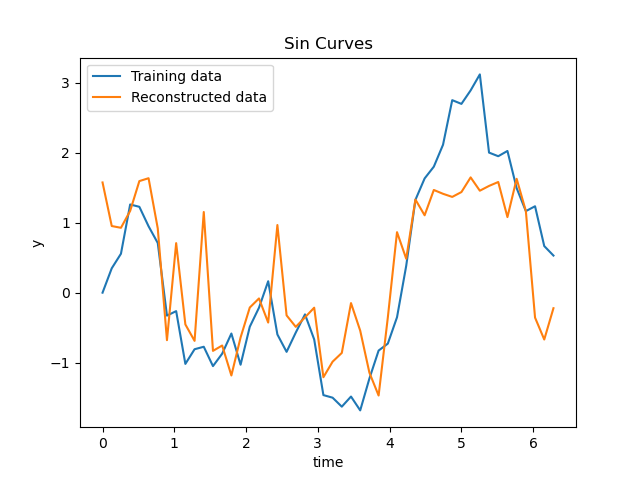 Sin Curves
Training data
Reconstructed data
y
3
2
1
0
−1
0 1 2 3 4 5 6
time